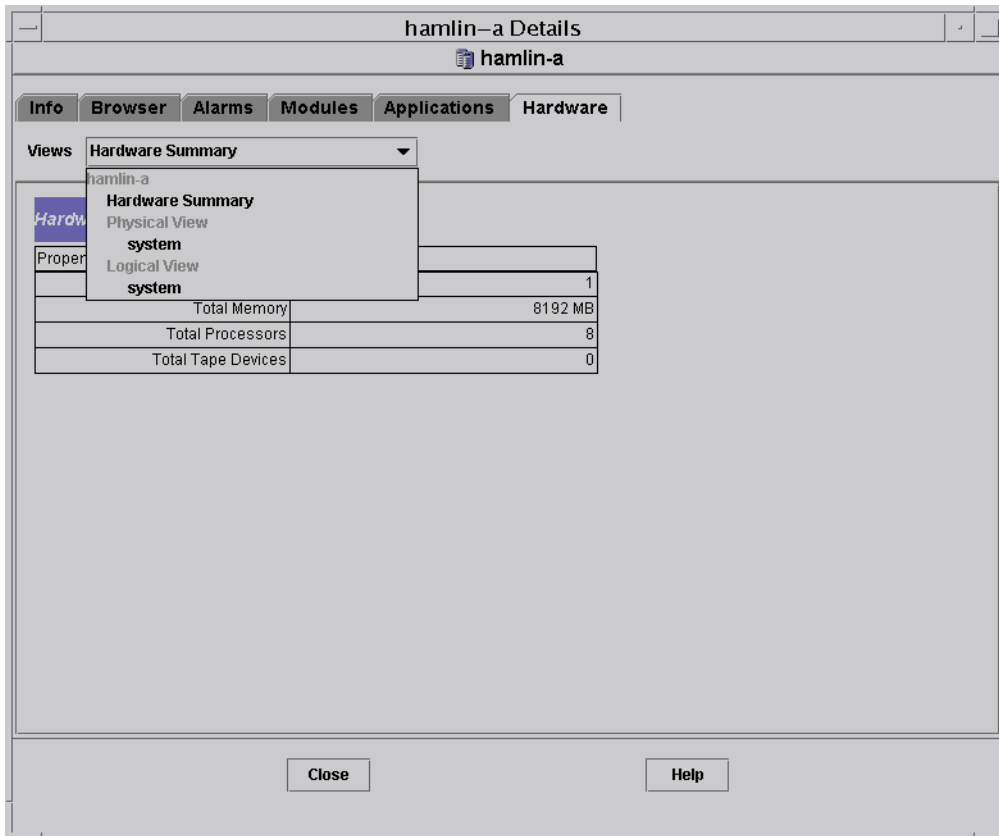 hamlin–a Details
hamlin-a
Info Browser Alarms Modules Applications Hardware
Views Hardware Summary
hamlin-a
Hardware Summary
Physical View
system
Logical View
system
1
Total Memory 8192 MB
Total Processors 8
Total Tape Devices 0
Close Help